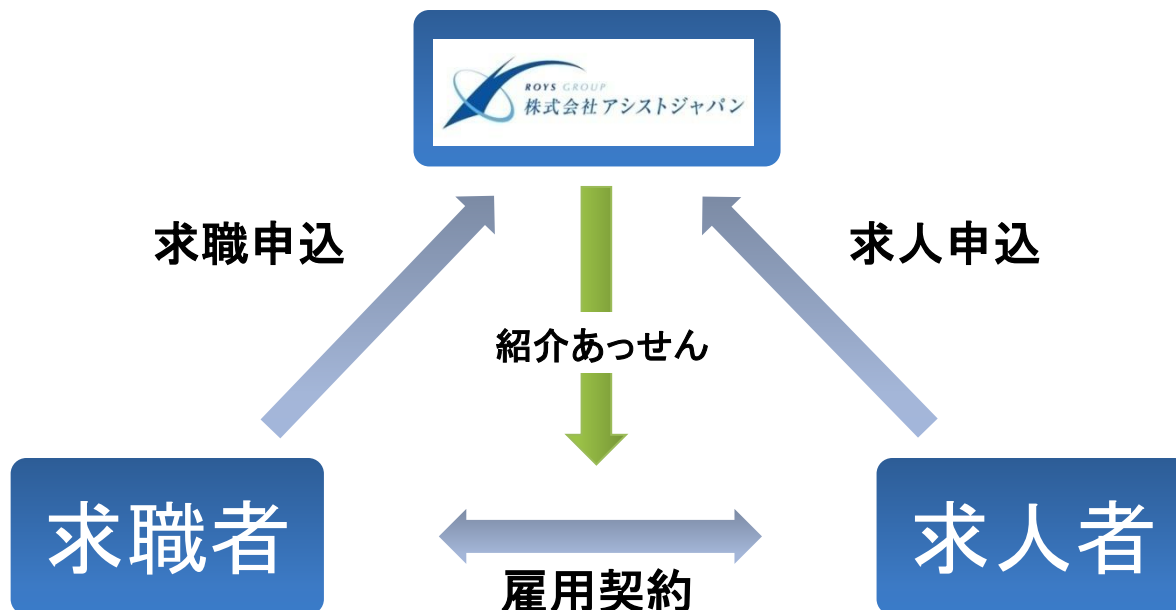 ROYS GROUP
株式会社アシストジャパン
求職申込
求人申込
紹介あっせん
求職者
求人者
雇用契約